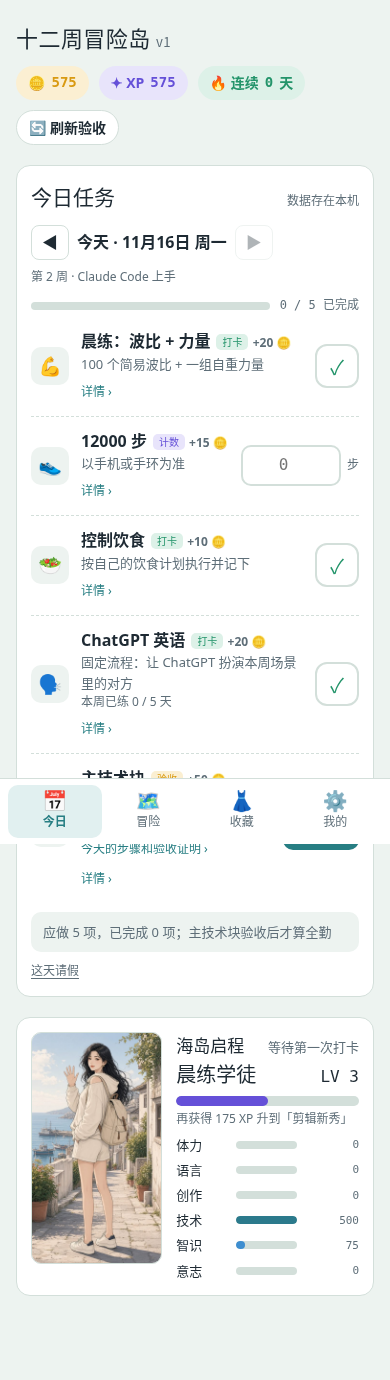 十二周冒险岛 v1
🪙 575 ✦ XP 575 🔥 连续 0 天
🔄 刷新验收
今日任务 数据存在本机
◀ 今天 · 11月16日 周一 ▶
第 2 周 · Claude Code 上手
0 / 5 已完成
晨练：波比 + 力量 打卡 +20 🪙
100 个简易波比 + 一组自重力量 ✓
详情 ›
12000 步 计数 +15 🪙
以手机或手环为准 0 步
详情 ›
控制饮食 打卡 +10 🪙
按自己的饮食计划执行并记下 ✓
详情 ›
ChatGPT 英语 打卡 +20 🪙
固定流程：让 ChatGPT 扮演本周场景
里的对方 ✓
本周已练 0 / 5 天
详情 ›
主技术块 验收 +50 🪙
今日 冒险 收藏 我的
今天的步骤和验收证明 ›
详情 ›
应做 5 项，已完成 0 项；主技术块验收后才算全勤
这天请假
海岛启程 等待第一次打卡
晨练学徒 LV 3
再获得 175 XP 升到「剪辑新秀」
体力 0
语言 0
创作 0
技术 500
智识 75
意志 0